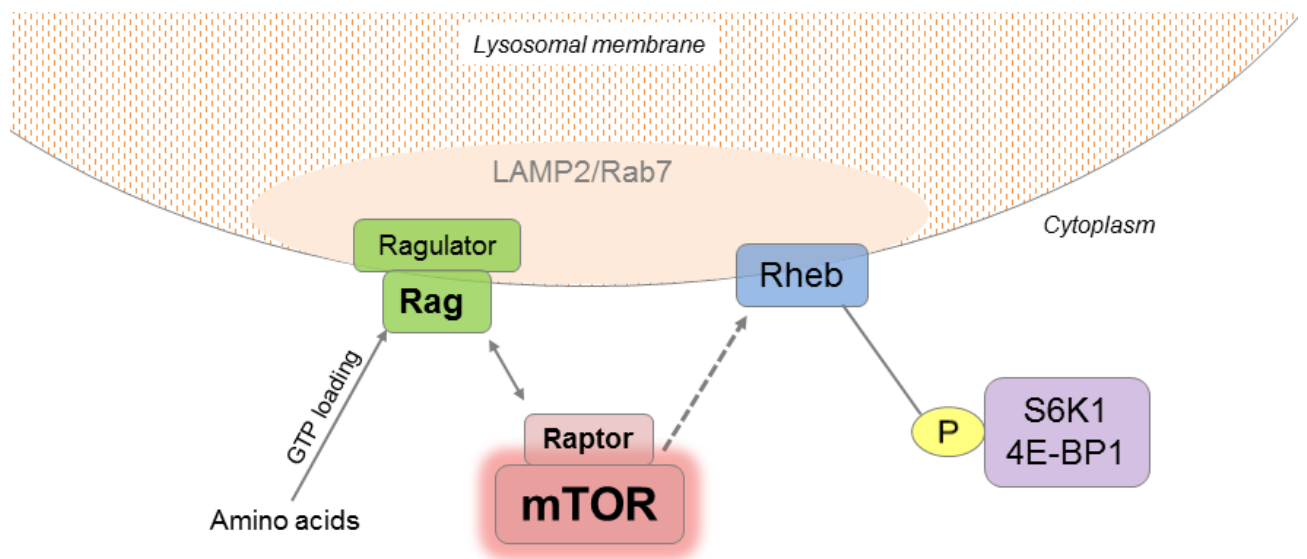 Lysosomal membrane
LAMP2/Rab7
Cytoplasm
Ragulator
Rag
Rheb
GTP loading
Raptor
mTOR
P
S6K1
4E-BP1
Amino acids